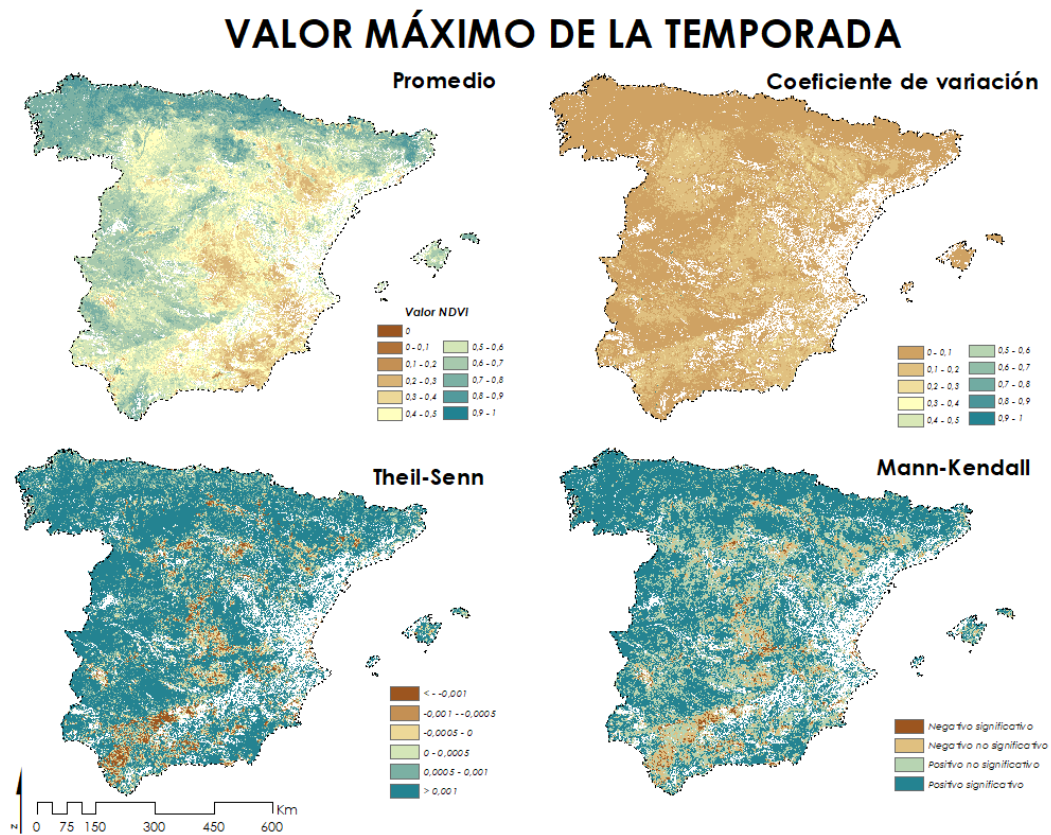 VALOR MÁXIMO DE LA TEMPORADA
Promedio
Coeficiente de variación
Valor NDVI
0
0 - 0,1
0,1 - 0,2
0,2 - 0,3
0,3 - 0,4
0,4 - 0,5
0,5 - 0,6
0,6 - 0,7
0,7 - 0,8
0,8 - 0,9
0,9 - 1
0 - 0,1
0,1 - 0,2
0,2 - 0,3
0,3 - 0,4
0,4 - 0,5
0,5 - 0,6
0,6 - 0,7
0,7 - 0,8
0,8 - 0,9
0,9 - 1
Theil-Senn
Mann-Kendall
< - -0,001
-0,001 - -0,0005
-0,0005 - 0
0 - 0,0005
0,0005 - 0,001
> 0,001
Negativo significativo
Negativo no significativo
Positivo no significativo
Positivo significativo
N
Km
0 75 150 300 450 600